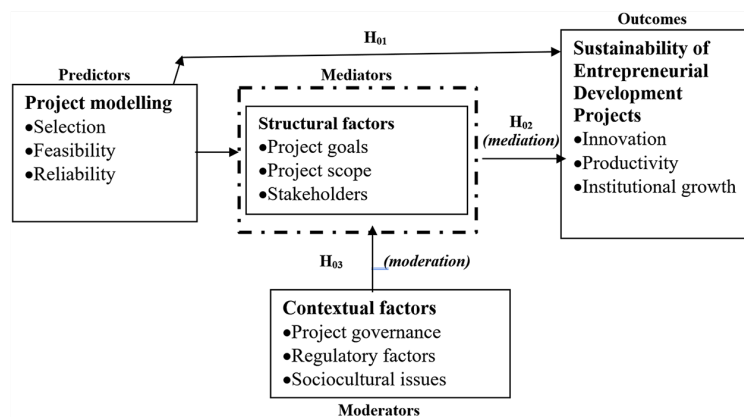 Predictors
Project modelling
•Selection
•Feasibility
•Reliability
H01
Mediators
Structural factors
•Project goals
•Project scope
•Stakeholders
H02
(mediation)
Outcomes
Sustainability of
Entrepreneurial
Development
Projects
•Innovation
•Productivity
•Institutional growth
H03 (moderation)
Contextual factors
•Project governance
•Regulatory factors
•Sociocultural issues
Moderators